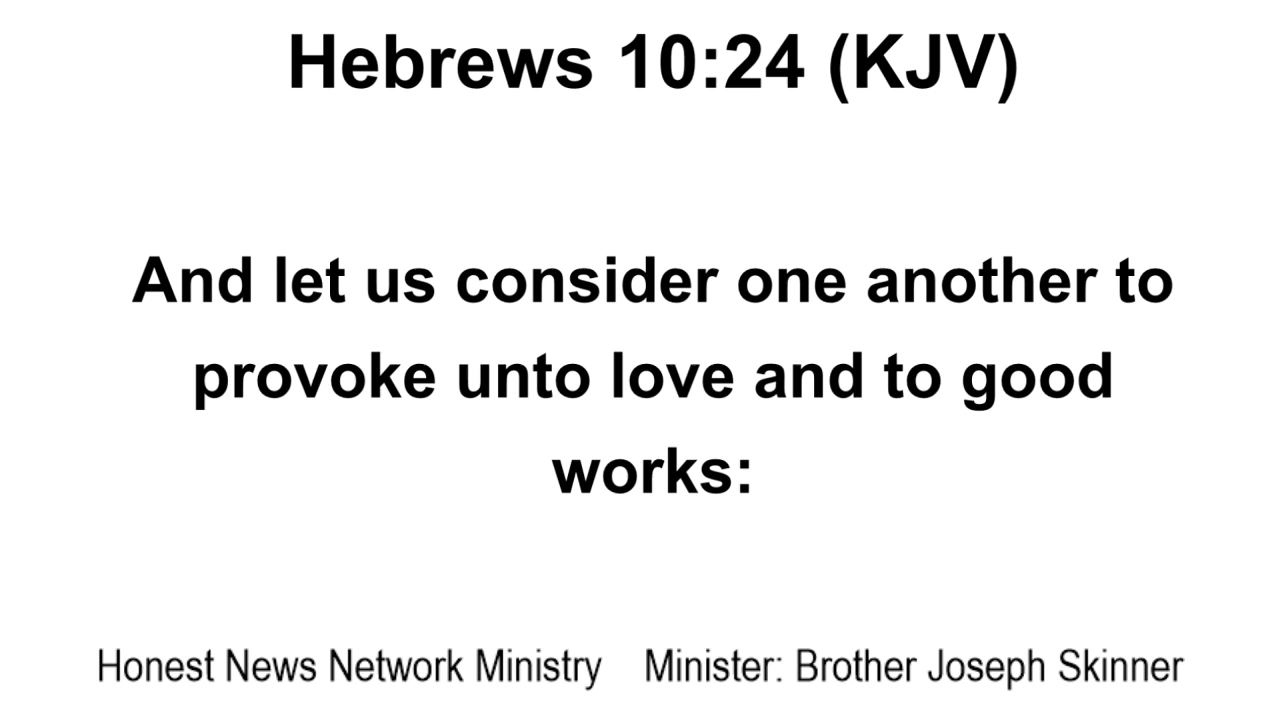 Hebrews 10:24 (KJV)
And let us consider one another to
provoke unto love and to good
works:
Honest News Network Ministry    Minister: Brother Joseph Skinner